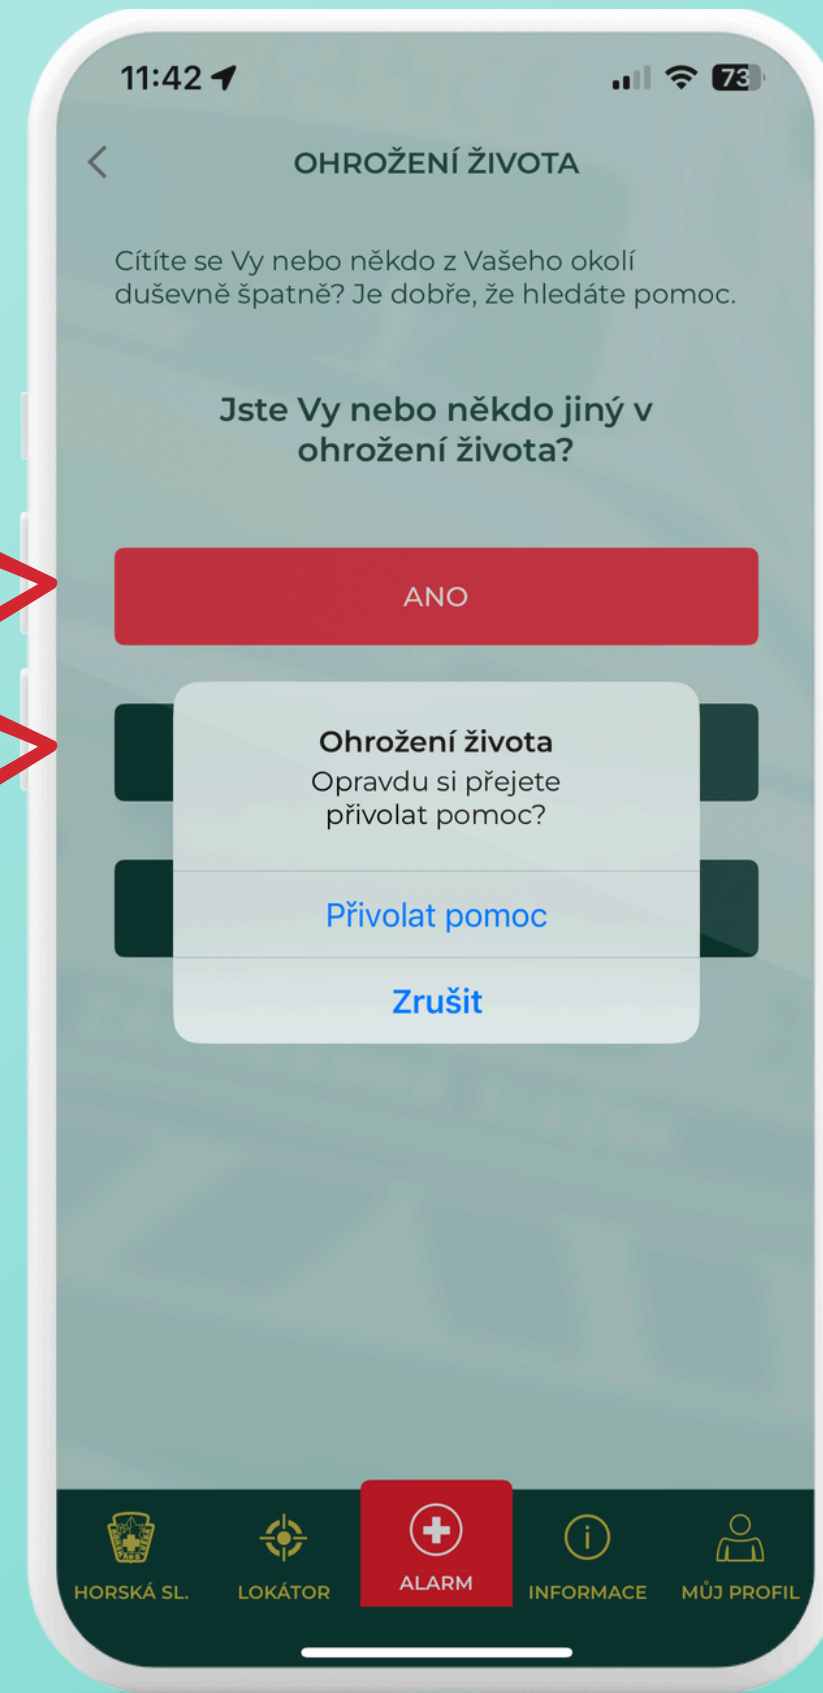 11:42
73
OHROŽENÍ ŽIVOTA
Cítíte se Vy nebo někdo z Vašeho okolí
duševně špatně? Je dobře, že hledáte pomoc.
Jste Vy nebo někdo jiný v
ohrožení života?
ANO
Ohrožení života
Opravdu si přejete
přivolat pomoc?
Přivolat pomoc
Zrušit
HORSKÁ SL.
LOKÁTOR
ALARM
INFORMACE
MŮJ PROFIL